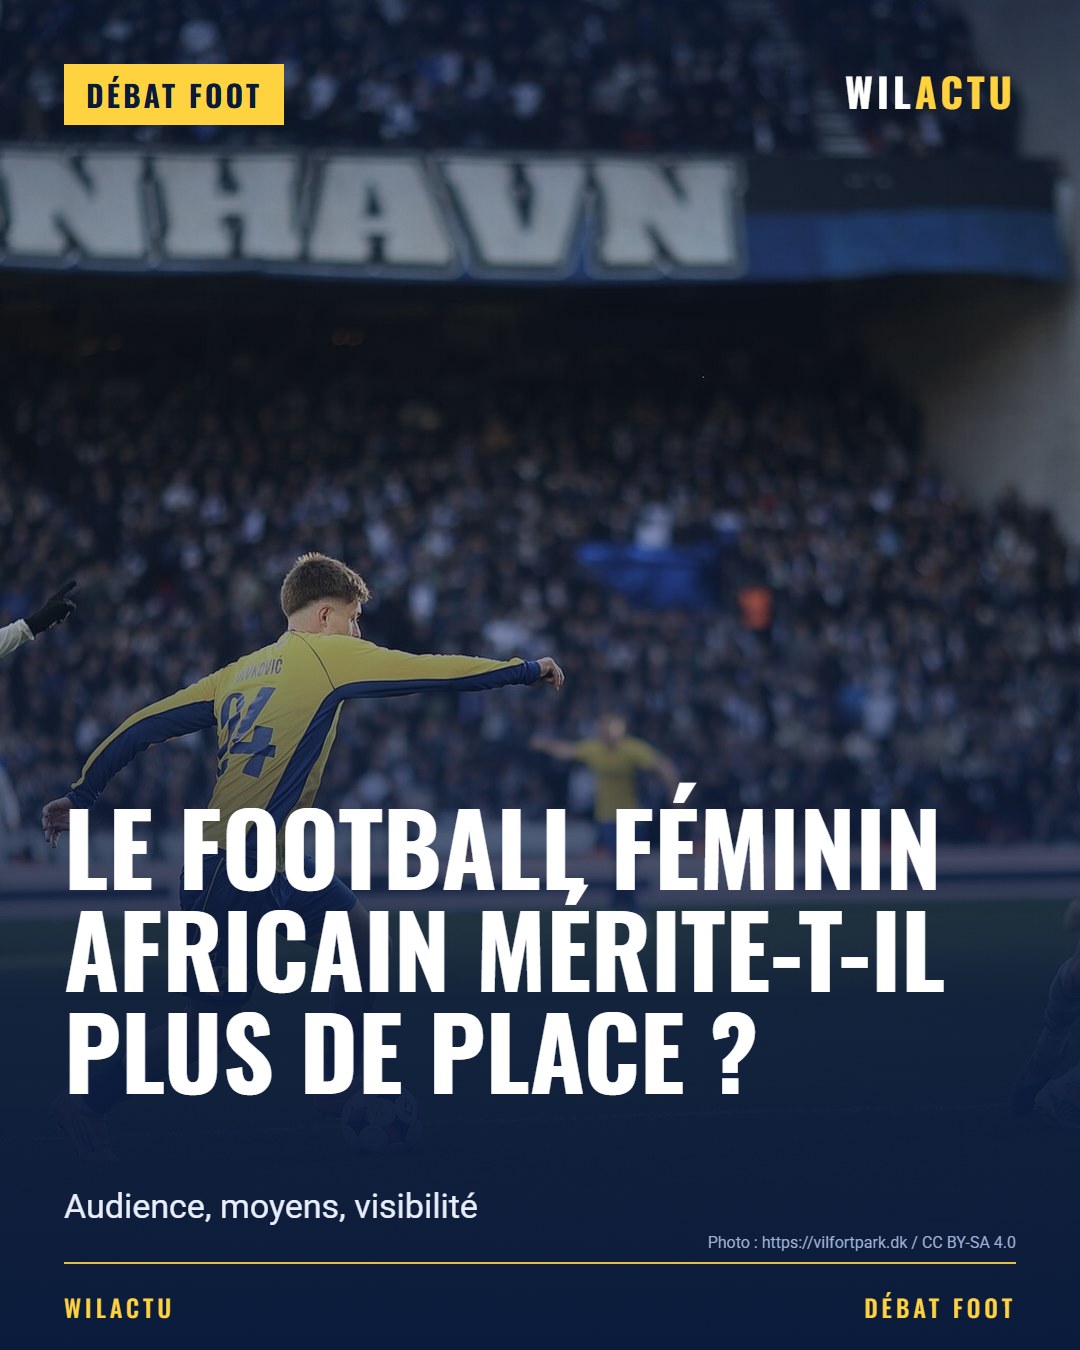 DÉBAT FOOT
WILACTU
NHAVN
24
LE FOOTBALL FÉMININ
AFRICAIN MÉRITE-T-IL
PLUS DE PLACE ?
Audience, moyens, visibilité
Photo : https://vilfortpark.dk / CC BY-SA 4.0
WILACTU
DÉBAT FOOT